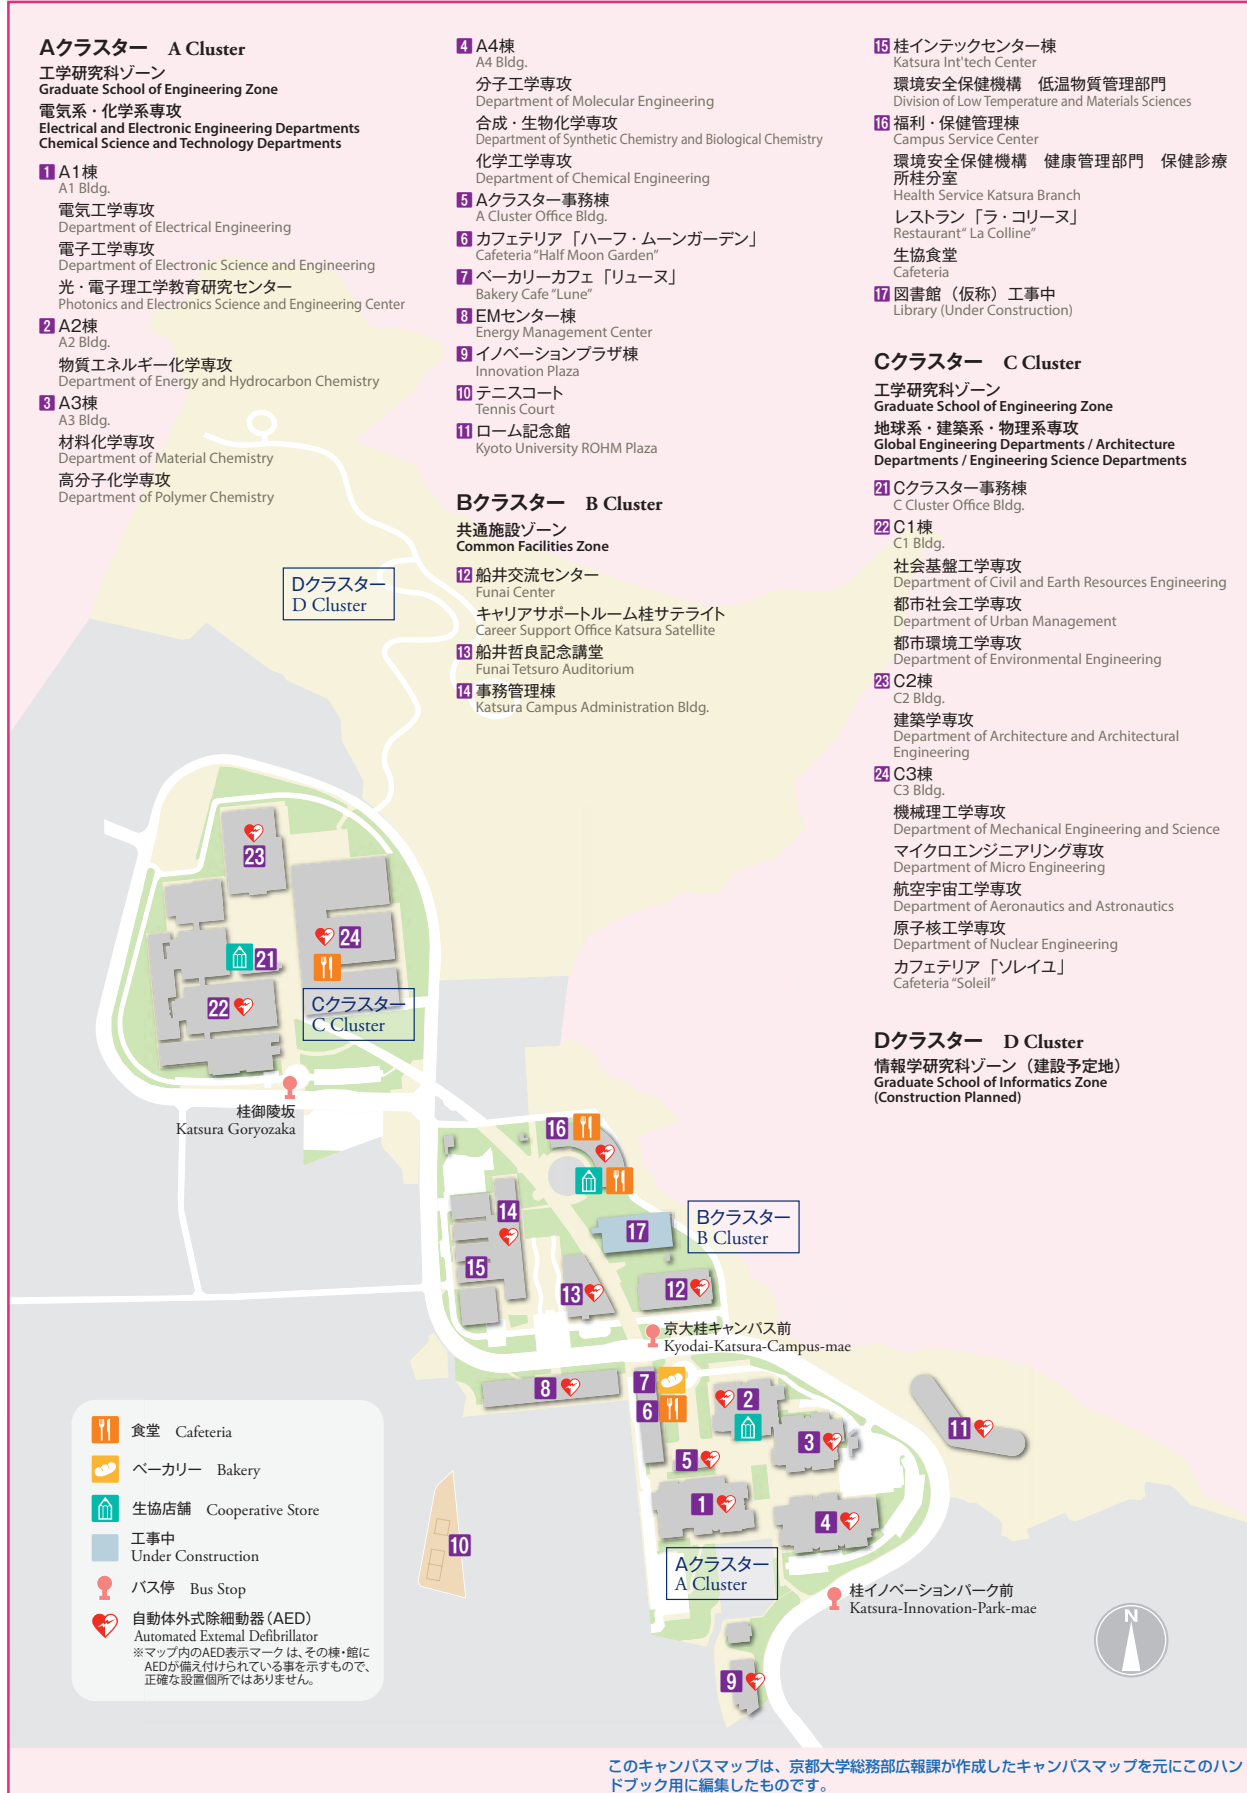 Aクラスター A Cluster
工学研究科ゾーン
Graduate School of Engineering Zone
電気系・化学系専攻
Electrical and Electronic Engineering Departments
Chemical Science and Technology Departments
1 A1棟
A1 Bldg.
電気工学専攻
Department of Electrical Engineering
電子工学専攻
Department of Electronic Science and Engineering
光・電子理工学教育研究センター
Photonics and Electronics Science and Engineering Center
2 A2棟
A2 Bldg.
物質エネルギー化学専攻
Department of Energy and Hydrocarbon Chemistry
3 A3棟
A3 Bldg.
材料化学専攻
Department of Material Chemistry
高分子化学専攻
Department of Polymer Chemistry
4 A4棟
A4 Bldg.
分子工学専攻
Department of Molecular Engineering
合成・生物化学専攻
Department of Synthetic Chemistry and Biological Chemistry
化学工学専攻
Department of Chemical Engineering
5 Aクラスター事務棟
A Cluster Office Bldg.
6 カフェテリア「ハーフ・ムーンガーデン」
Cafeteria "Half Moon Garden"
7 ベーカリーカフェ「リューヌ」
Bakery Cafe "Lune"
8 EMセンター棟
Energy Management Center
9 イノベーションプラザ棟
Innovation Plaza
10 テニスコート
Tennis Court
11 ローム記念館
Kyoto University ROHM Plaza
Bクラスター B Cluster
共通施設ゾーン
Common Facilities Zone
12 船井交流センター
Funai Center
キャリアサポートルーム桂サテライト
Career Support Office Katsura Satellite
13 船井哲良記念講堂
Funai Tetsuro Auditorium
14 事務管理棟
Katsura Campus Administration Bldg.
15 桂インテックセンター棟
Katsura Int'tech Center
環境安全保健機構 低温物質管理部門
Division of Low Temperature and Materials Sciences
16 福利・保健管理棟
Campus Service Center
環境安全保健機構 健康管理部門 保健診療
所桂分室
Health Service Katsura Branch
レストラン「ラ・コリーヌ」
Restaurant" La Colline"
生協食堂
Cafeteria
17 図書館（仮称）工事中
Library (Under Construction)
Cクラスター C Cluster
工学研究科ゾーン
Graduate School of Engineering Zone
地球系・建築系・物理系専攻
Global Engineering Departments / Architecture
Departments / Engineering Science Departments
21 Cクラスター事務棟
C Cluster Office Bldg.
22 C1棟
C1 Bldg.
社会基盤工学専攻
Department of Civil and Earth Resources Engineering
都市社会工学専攻
Department of Urban Management
都市環境工学専攻
Department of Environmental Engineering
23 C2棟
C2 Bldg.
建築学専攻
Department of Architecture and Architectural
Engineering
24 C3棟
C3 Bldg.
機械理工学専攻
Department of Mechanical Engineering and Science
マイクロエンジニアリング専攻
Department of Micro Engineering
航空宇宙工学専攻
Department of Aeronautics and Astronautics
原子核工学専攻
Department of Nuclear Engineering
カフェテリア「ソレイユ」
Cafeteria "Soleil"
Dクラスター D Cluster
情報学研究科ゾーン（建設予定地）
Graduate School of Informatics Zone
(Construction Planned)
Dクラスター
D Cluster
23
24
21
22
Cクラスター
C Cluster
桂御陵坂
Katsura Goryozaka
16
14
17
Bクラスター
B Cluster
15
13
12
京大桂キャンパス前
Kyodai-Katsura-Campus-mae
8
7
6
2
3
11
5
1
4
10
Aクラスター
A Cluster
桂イノベーションパーク前
Katsura-Innovation-Park-mae
9
N
食堂 Cafeteria
ベーカリー Bakery
生協店舗 Cooperative Store
工事中
Under Construction
バス停 Bus Stop
自動体外式除細動器（AED）
Automated External Defibrillator
※マップ内のAED表示マークは、その棟・館に
AEDが備え付けられている事を示すもので、
正確な設置個所ではありません。
このキャンパスマップは、京都大学総務部広報課が作成したキャンパスマップを元にこのハン
ドブック用に編集したものです。